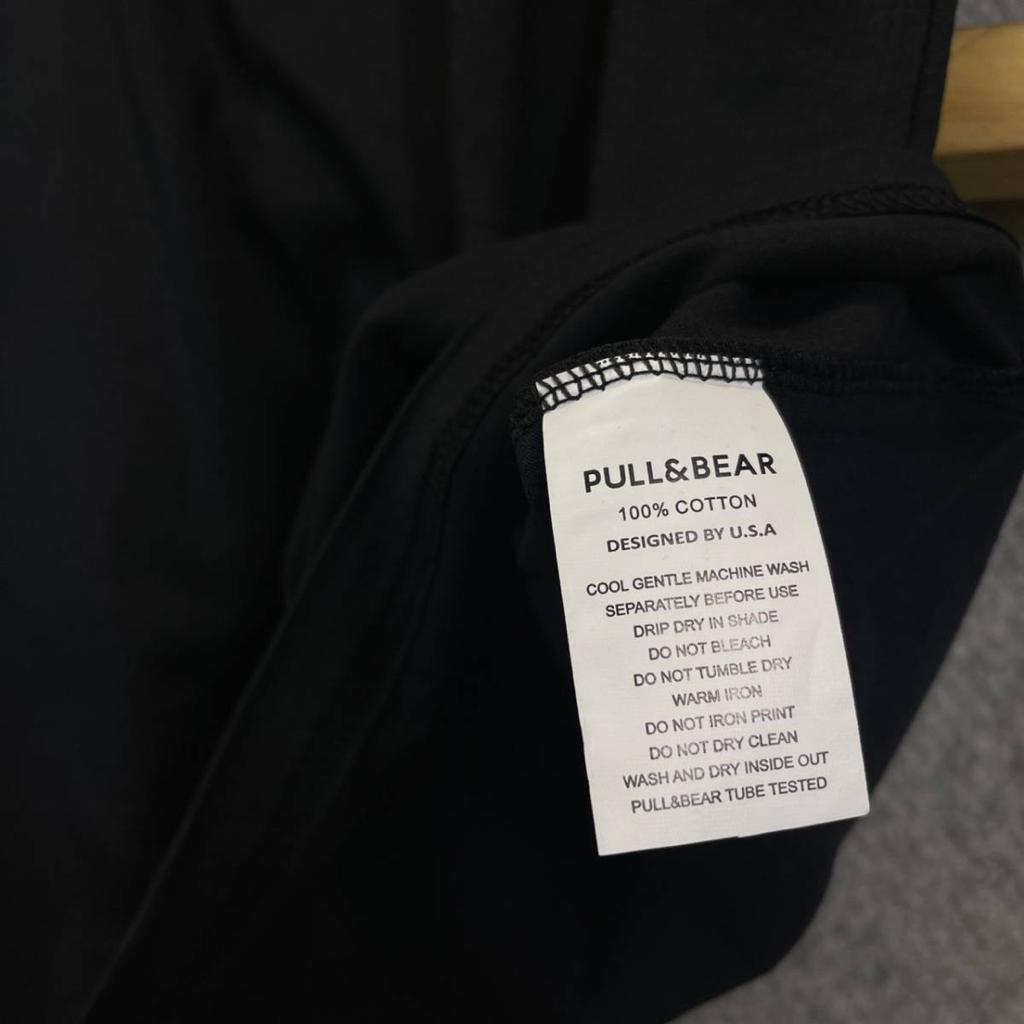 PULL&BEAR
100% COTTON
DESIGNED BY U.S.A
COOL GENTLE MACHINE WASH
SEPARATELY BEFORE USE
DRIP DRY IN SHADE
DO NOT BLEACH
DO NOT TUMBLE DRY
WARM IRON
DO NOT IRON PRINT
DO NOT DRY CLEAN
WASH AND DRY INSIDE OUT
PULL&BEAR TUBE TESTED